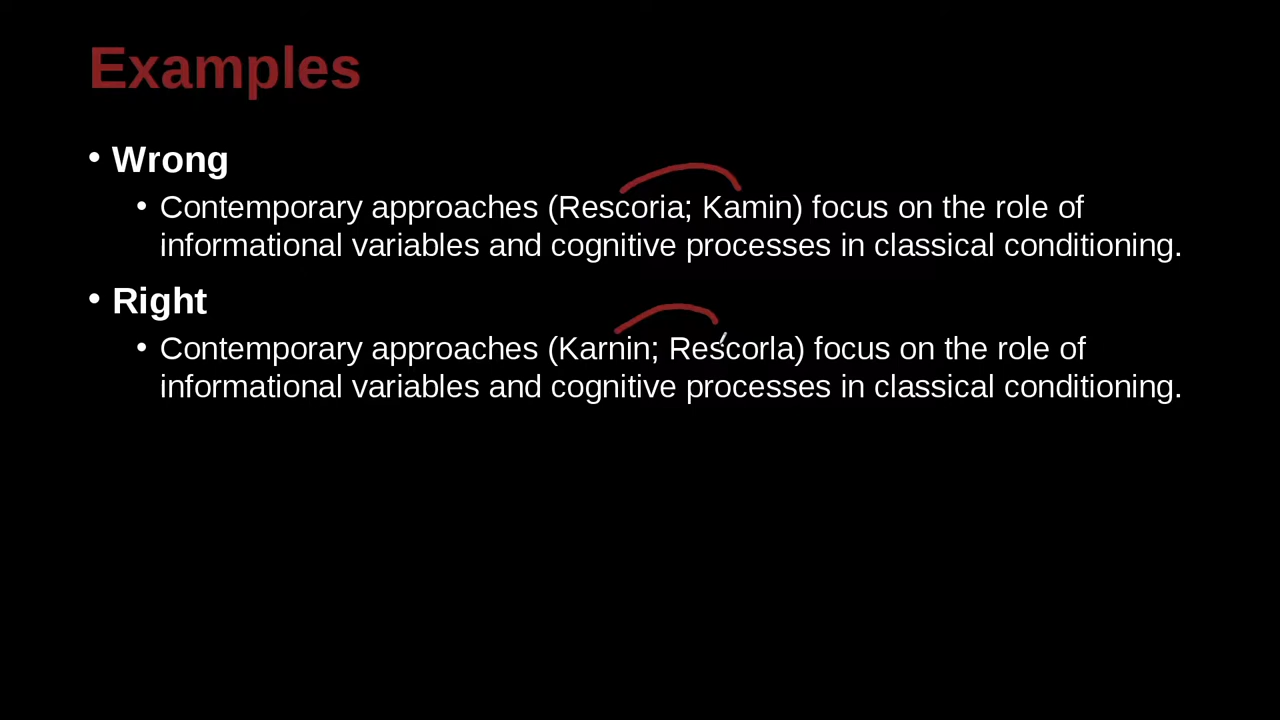 Examples
• Wrong
• Contemporary approaches (Rescoria; Kamin) focus on the role of
informational variables and cognitive processes in classical conditioning.
• Right
• Contemporary approaches (Karnin; Rescorla) focus on the role of
informational variables and cognitive processes in classical conditioning.